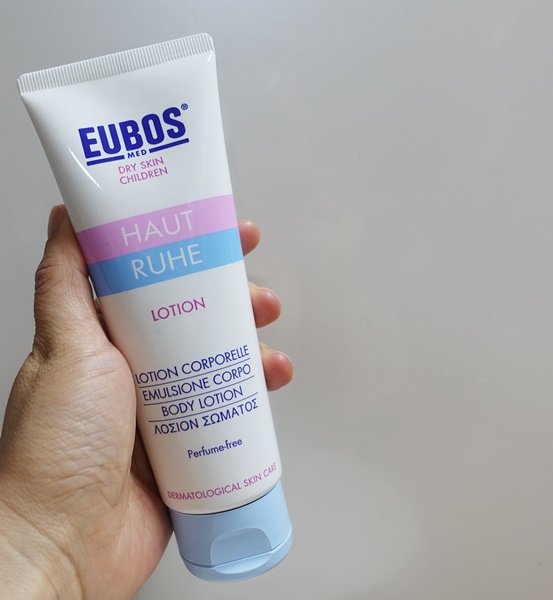 EUBOS®
MED
DRY SKIN
CHILDREN
HAUT
RUHE
LOTION
LOTION CORPORELLE
EMULSIONE CORPO
BODY LOTION
ΛΟΣΙΟΝ ΣΩΜΑΤΟΣ
Perfume-free
DERMATOLOGICAL SKIN CARE